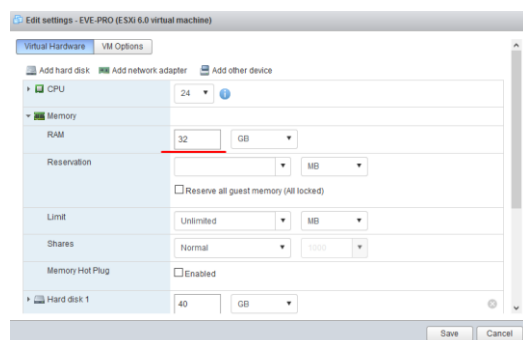 Edit settings - EVE-PRO (ESXi 6.0 virtual machine)
Virtual Hardware VM Options
Add hard disk Add network adapter Add other device
CPU 24
Memory
RAM 32 GB
Reservation MB
Reserve all guest memory (All locked)
Limit Unlimited MB
Shares Normal 1000
Memory Hot Plug Enabled
Hard disk 1 40 GB
Save Cancel